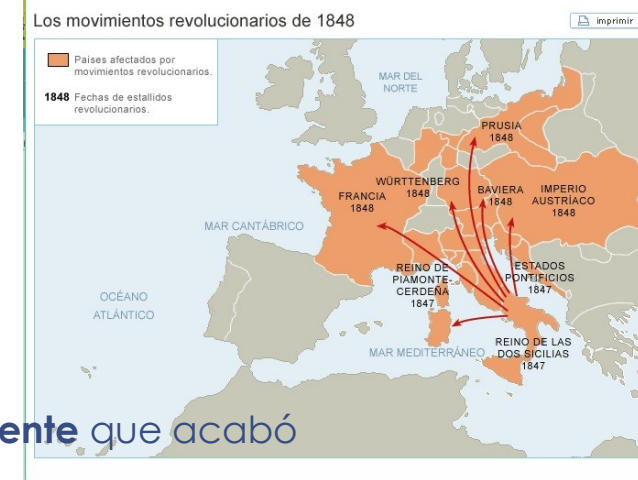 Los movimientos revolucionarios de 1848
imprimir
Países afectados por
movimientos revolucionarios.
1848 Fechas de estallidos
revolucionarios.
MAR DEL
NORTE
PRUSIA
1848
WÜRTTENBERG
1848
BAVIERA
1848
IMPERIO
AUSTRÍACO
1848
FRANCIA
1848
MAR CANTÁBRICO
REINO DE
PIAMONTE-
CERDEÑA
1847
ESTADOS
PONTIFICIOS
1847
OCÉANO
ATLÁNTICO
MAR MEDITERRÁNEO
REINO DE LAS
DOS SICILIAS
1847
ente que acabó